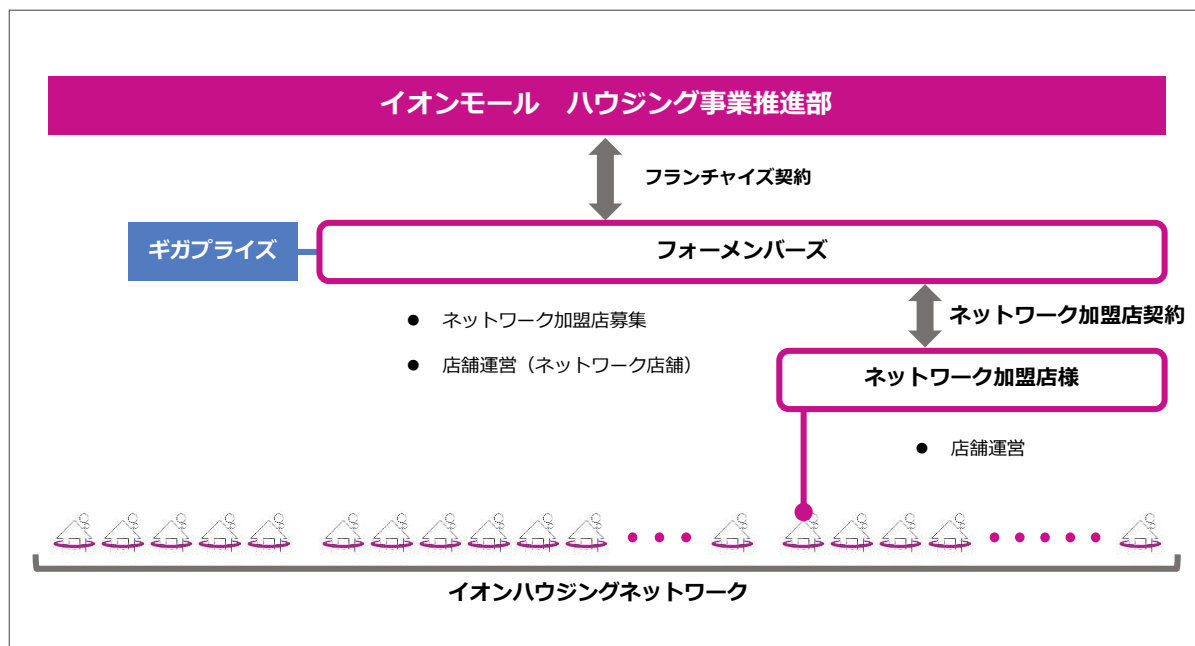 イオンモール　ハウジング事業推進部
フランチャイズ契約
ギガプライズ
フォーメンバーズ
● ネットワーク加盟店募集
● 店舗運営（ネットワーク店舗）
ネットワーク加盟店契約
ネットワーク加盟店様
● 店舗運営
イオンハウジングネットワーク